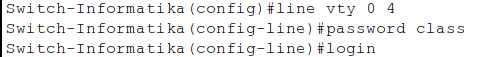 Switch-Informatika(config)#line vty 0 4
Switch-Informatika(config-line)#password class
Switch-Informatika(config-line)#login